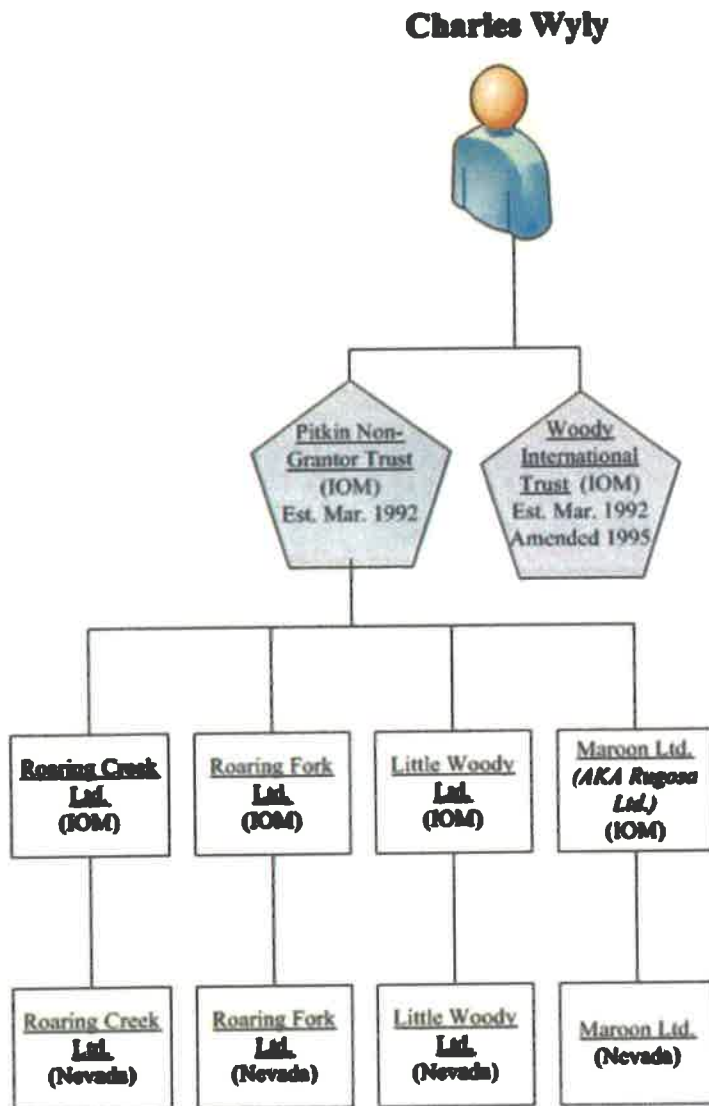 Charles Wyly
Pitkin Non-
Grantor Trust
(IOM)
Est. Mar. 1992
Woody
International
Trust (IOM)
Est. Mar. 1992
Amended 1995
Roaring Creek
Ltd.
(IOM)
Roaring Fork
Ltd.
(IOM)
Little Woody
Ltd.
(IOM)
Maroon Ltd.
(AKA Rugosa
Ltd.)
(IOM)
Roaring Creek
Ltd.
(Nevada)
Roaring Fork
Ltd.
(Nevada)
Little Woody
Ltd.
(Nevada)
Maroon Ltd.
(Nevada)